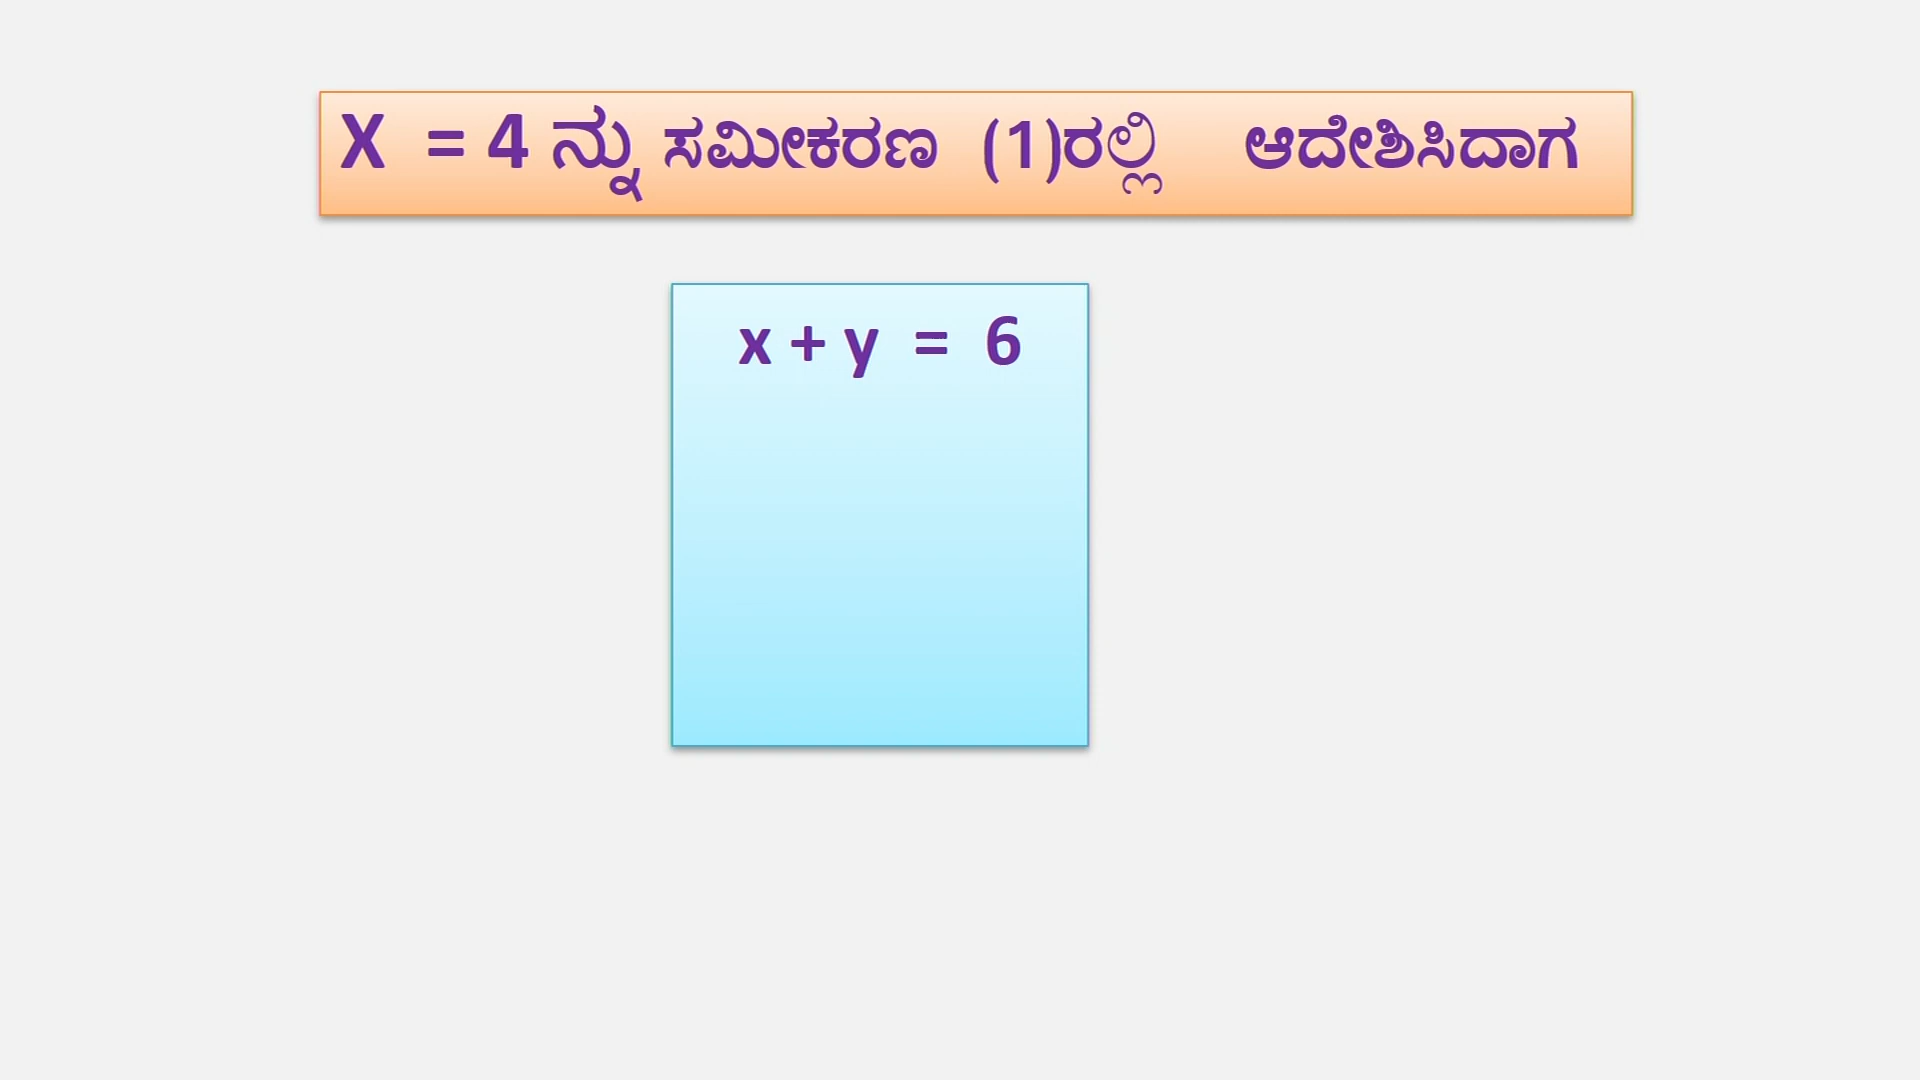 X = 4 ನ್ನು ಸಮೀಕರಣ (1)ರಲ್ಲಿ ಆದೇಶಿಸಿದಾಗ
x + y = 6